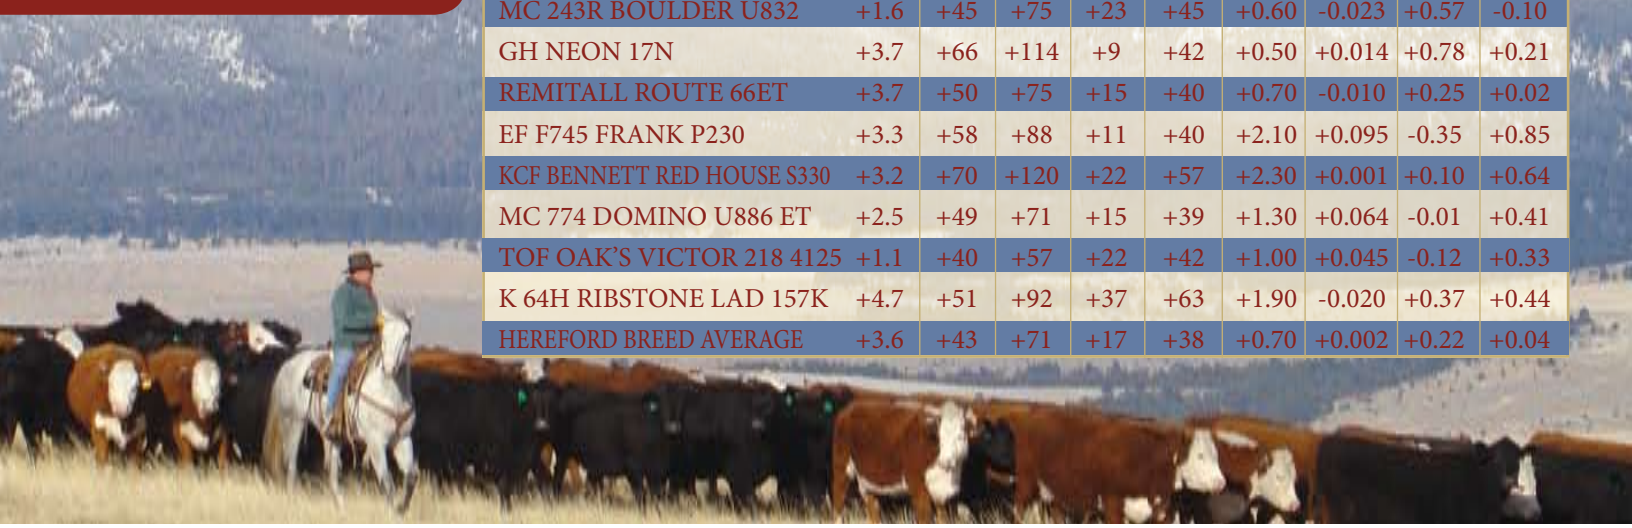 MC 243R BOULDER U832 +1.6 +45 +75 +23 +45 +0.60 -0.023 +0.57 -0.10
GH NEON 17N +3.7 +66 +114 +9 +42 +0.50 +0.014 +0.78 +0.21
REMITALL ROUTE 66ET +3.7 +50 +75 +15 +40 +0.70 -0.010 +0.25 +0.02
EF F745 FRANK P230 +3.3 +58 +88 +11 +40 +2.10 +0.095 -0.35 +0.85
KCF BENNETT RED HOUSE S330 +3.2 +70 +120 +22 +57 +2.30 +0.001 +0.10 +0.64
MC 774 DOMINO U886 ET +2.5 +49 +71 +15 +39 +1.30 +0.064 -0.01 +0.41
TOF OAK’S VICTOR 218 4125 +1.1 +40 +57 +22 +42 +1.00 +0.045 -0.12 +0.33
K 64H RIBSTONE LAD 157K +4.7 +51 +92 +37 +63 +1.90 -0.020 +0.37 +0.44
HEREFORD BREED AVERAGE +3.6 +43 +71 +17 +38 +0.70 +0.002 +0.22 +0.04